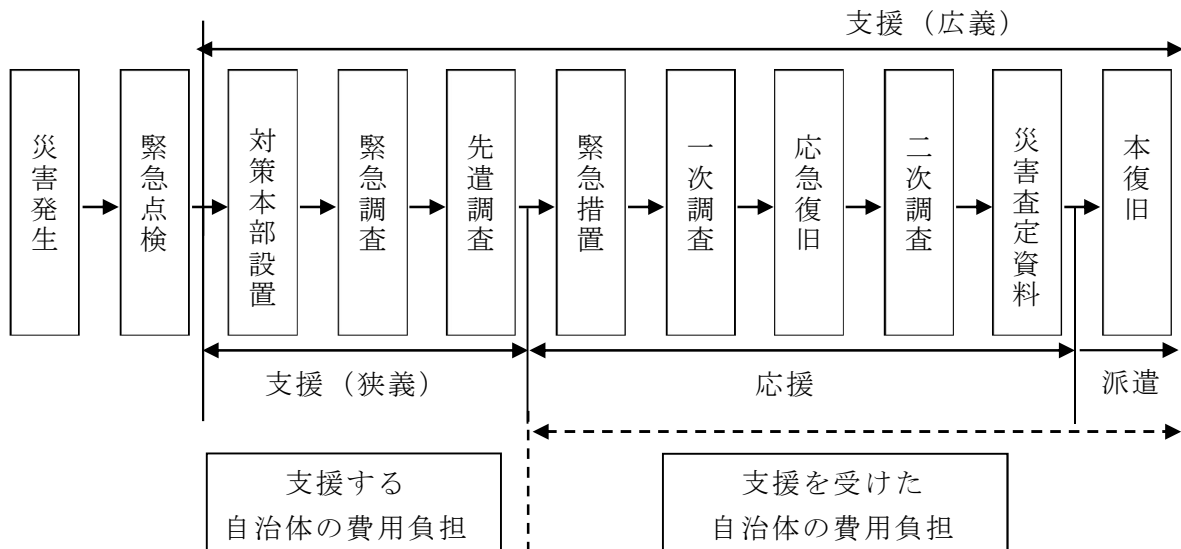 支援（広義）
災害発生
緊急点検
対策本部設置
緊急調査
先遣調査
緊急措置
一次調査
応急復旧
二次調査
災害査定資料
本復旧
支援（狭義）
応援
派遣
支援する
自治体の費用負担
支援を受けた
自治体の費用負担